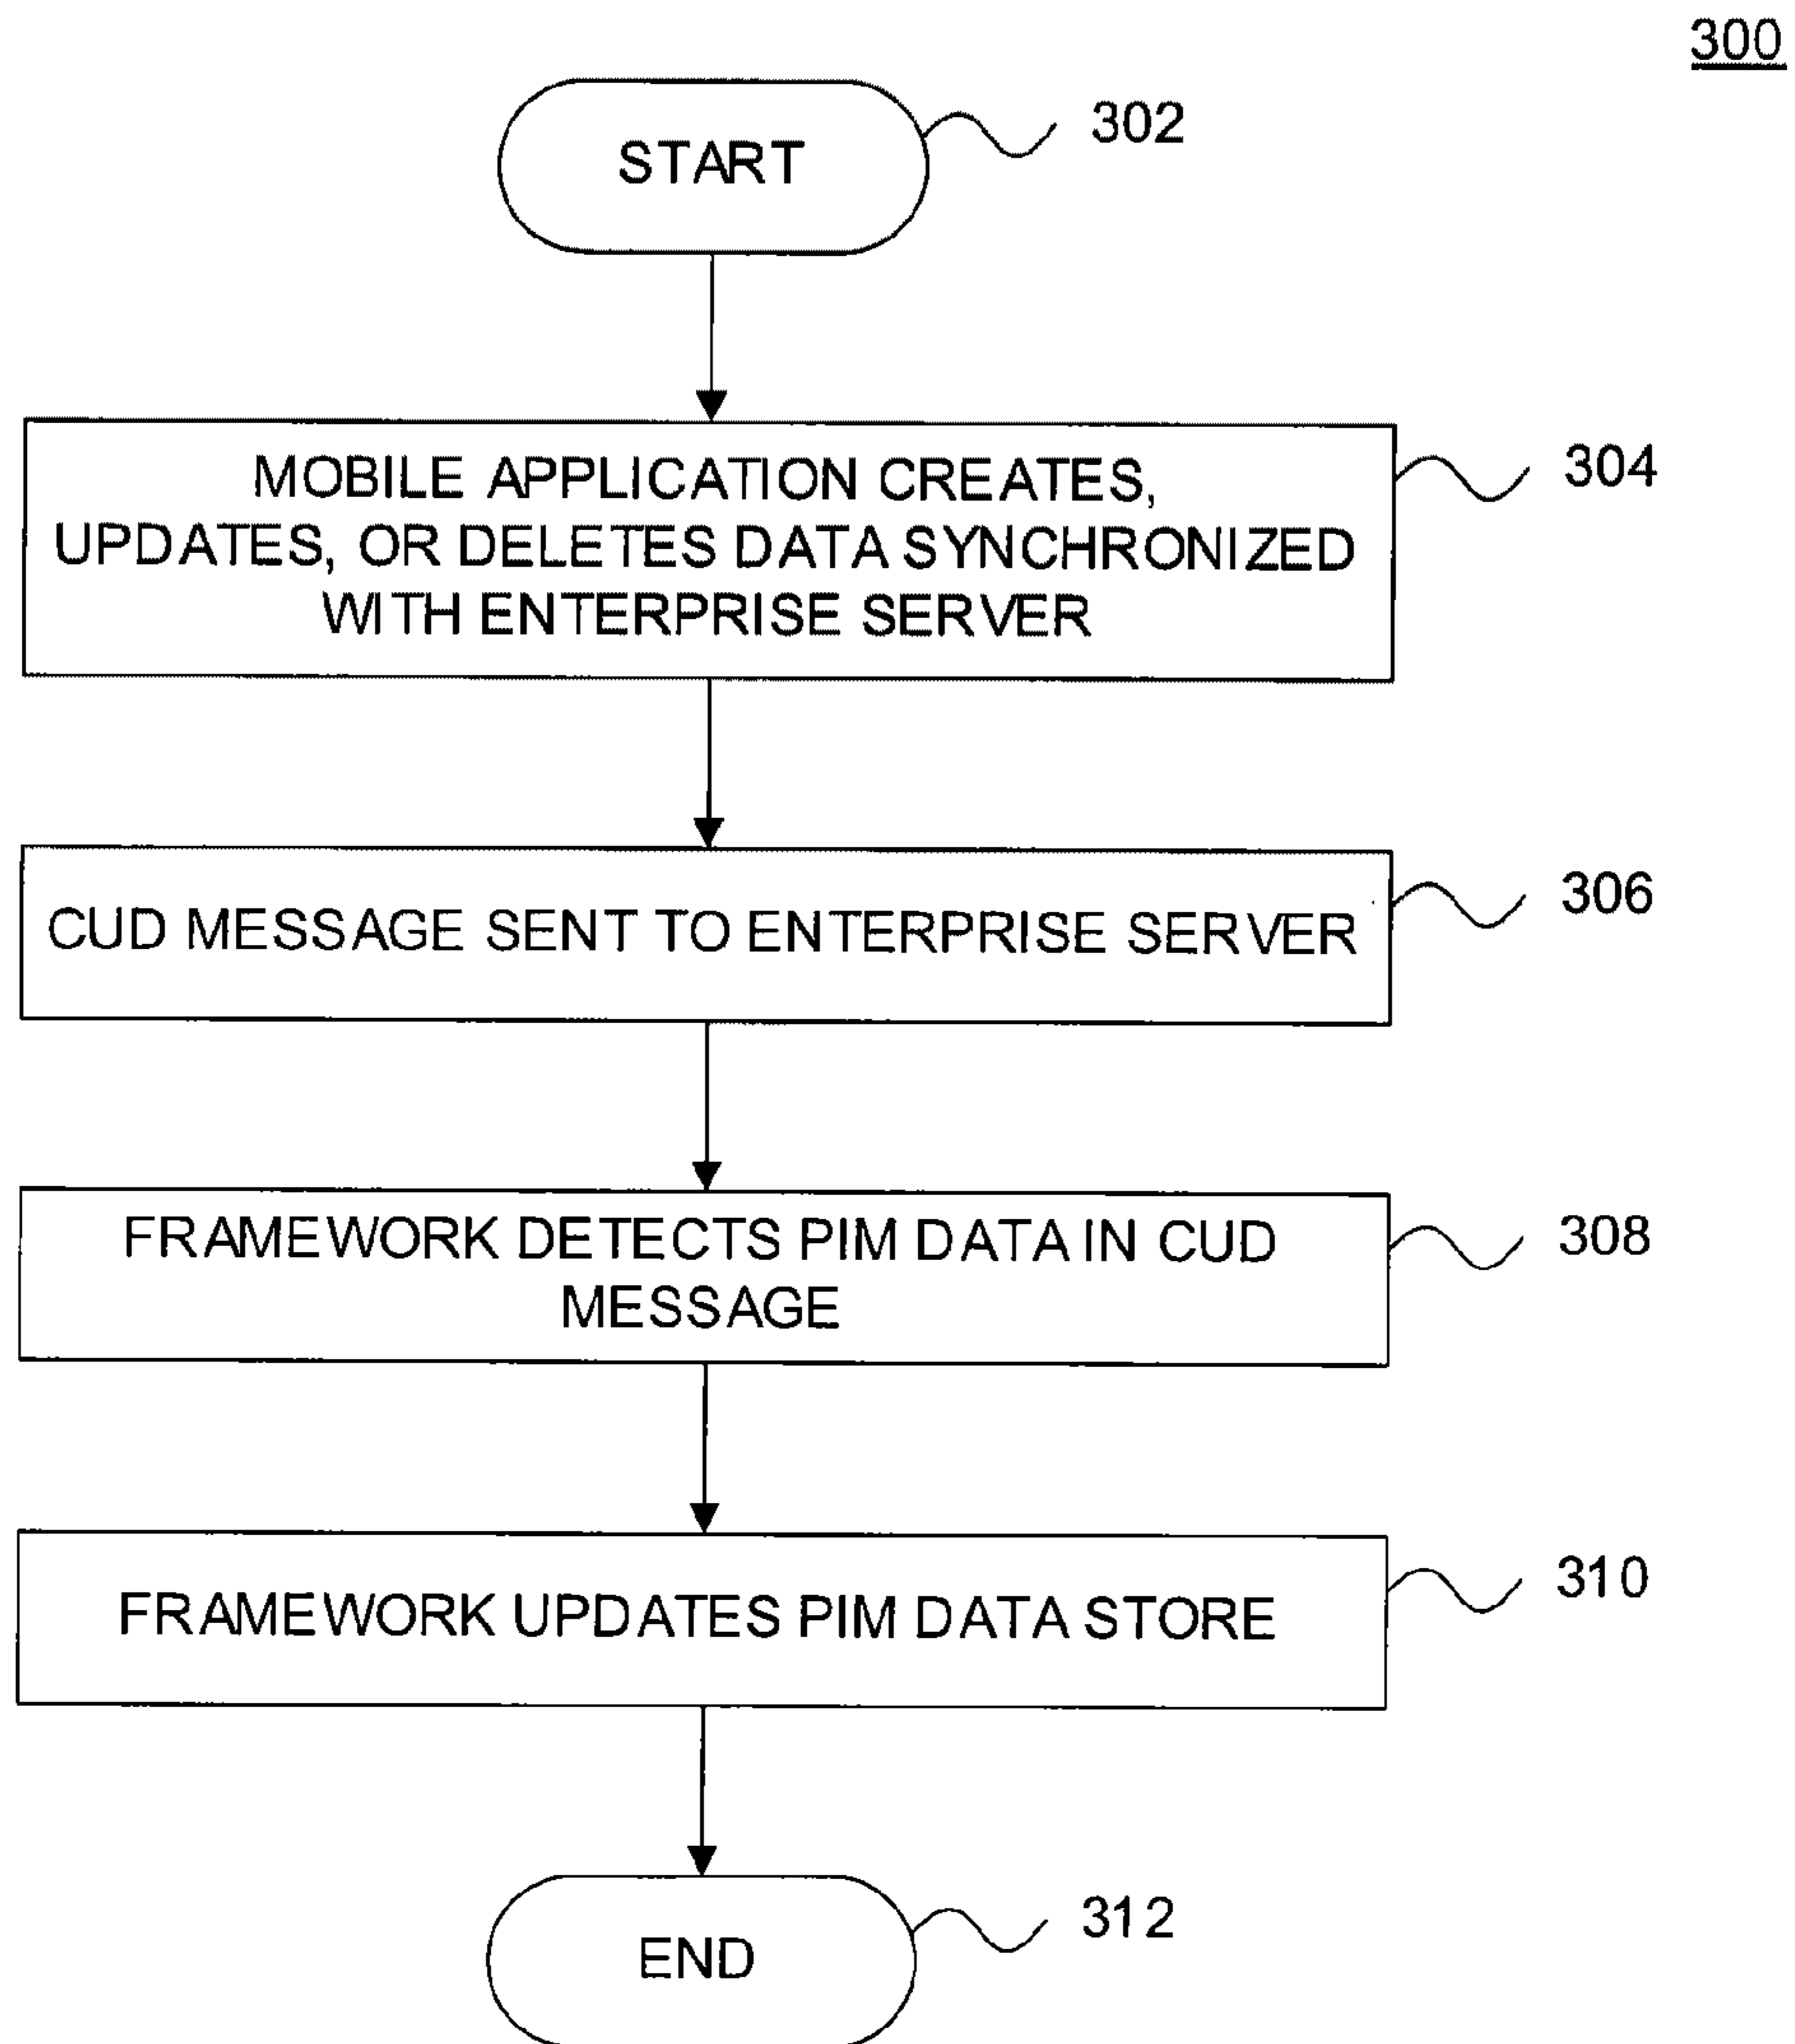 300
START
302
MOBILE APPLICATION CREATES,
UPDATES, OR DELETES DATA SYNCHRONIZED
WITH ENTERPRISE SERVER
304
CUD MESSAGE SENT TO ENTERPRISE SERVER
306
FRAMEWORK DETECTS PIM DATA IN CUD
MESSAGE
308
FRAMEWORK UPDATES PIM DATA STORE
310
END
312